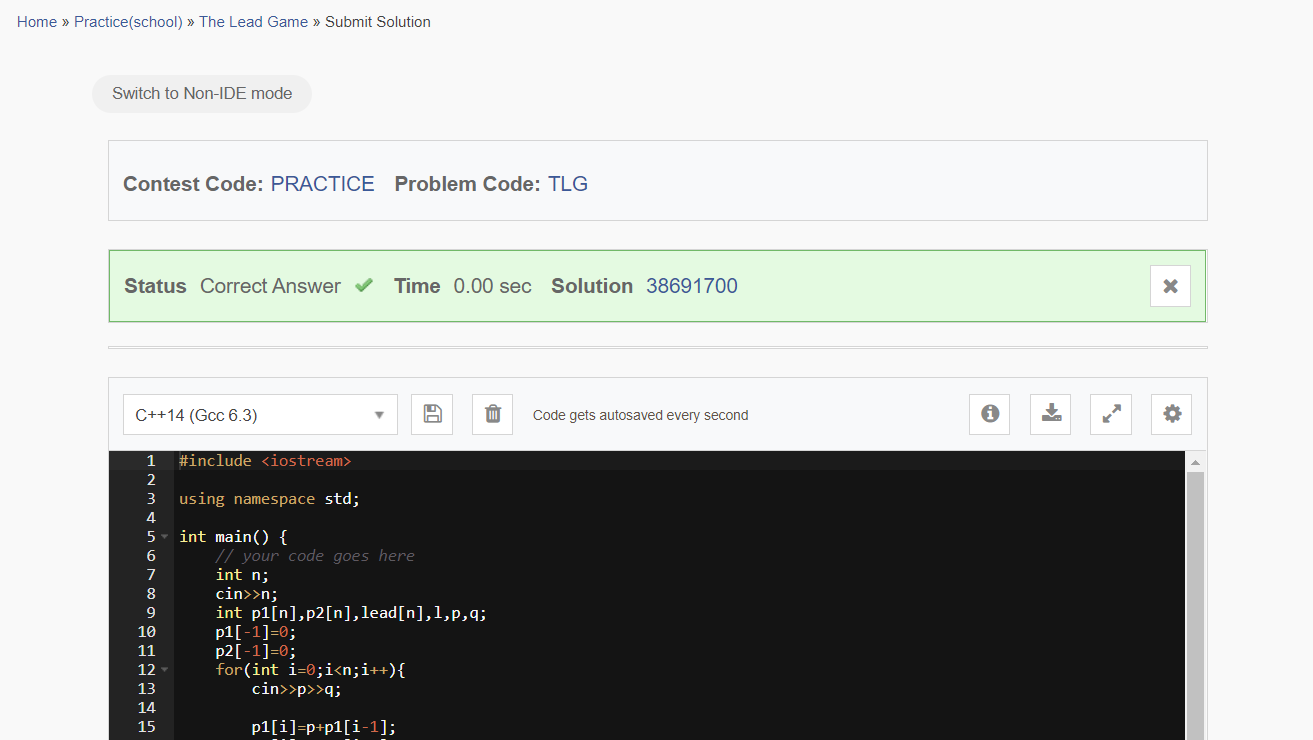 Home » Practice(school) » The Lead Game » Submit Solution
Switch to Non-IDE mode
Contest Code: PRACTICE Problem Code: TLG
Status Correct Answer Time 0.00 sec Solution 38691700
C++14 (Gcc 6.3) Code gets autosaved every second
1 #include <iostream>
2
3 using namespace std;
4
5 int main() {
6 // your code goes here
7 int n;
8 cin>>n;
9 int p1[n],p2[n],lead[n],l,p,q;
10 p1[-1]=0;
11 p2[-1]=0;
12 for(int i=0;i<n;i++){
13 cin>>p>>q;
14
15 p1[i]=p+p1[i-1];